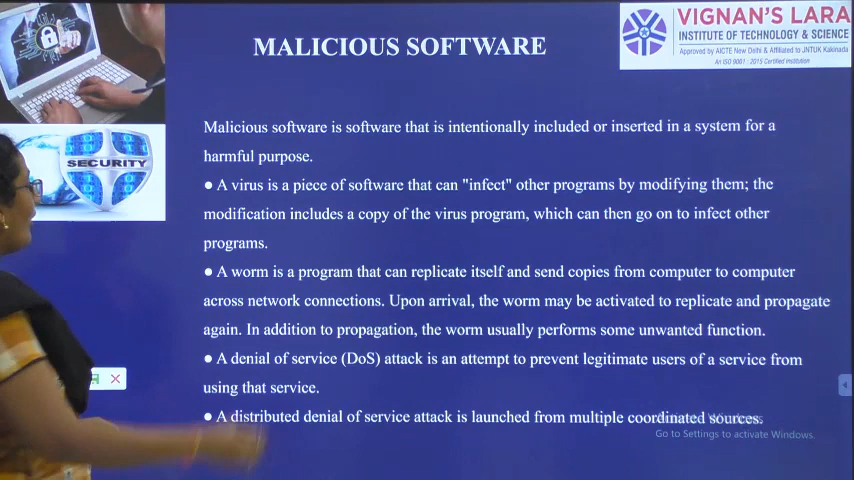 MALICIOUS SOFTWARE
VIGNAN'S LARA
INSTITUTE OF TECHNOLOGY & SCIENCE
Approved by AICTE New Delhi & Affiliated to JNTUK Kakinada
An ISO 9001 : 2015 Certified Institution
SECURITY
Malicious software is software that is intentionally included or inserted in a system for a
harmful purpose.
● A virus is a piece of software that can "infect" other programs by modifying them; the
modification includes a copy of the virus program, which can then go on to infect other
programs.
● A worm is a program that can replicate itself and send copies from computer to computer
across network connections. Upon arrival, the worm may be activated to replicate and propagate
again. In addition to propagation, the worm usually performs some unwanted function.
● A denial of service (DoS) attack is an attempt to prevent legitimate users of a service from
using that service.
● A distributed denial of service attack is launched from multiple coordinated sources.
Activate Windows
Go to Settings to activate Windows.